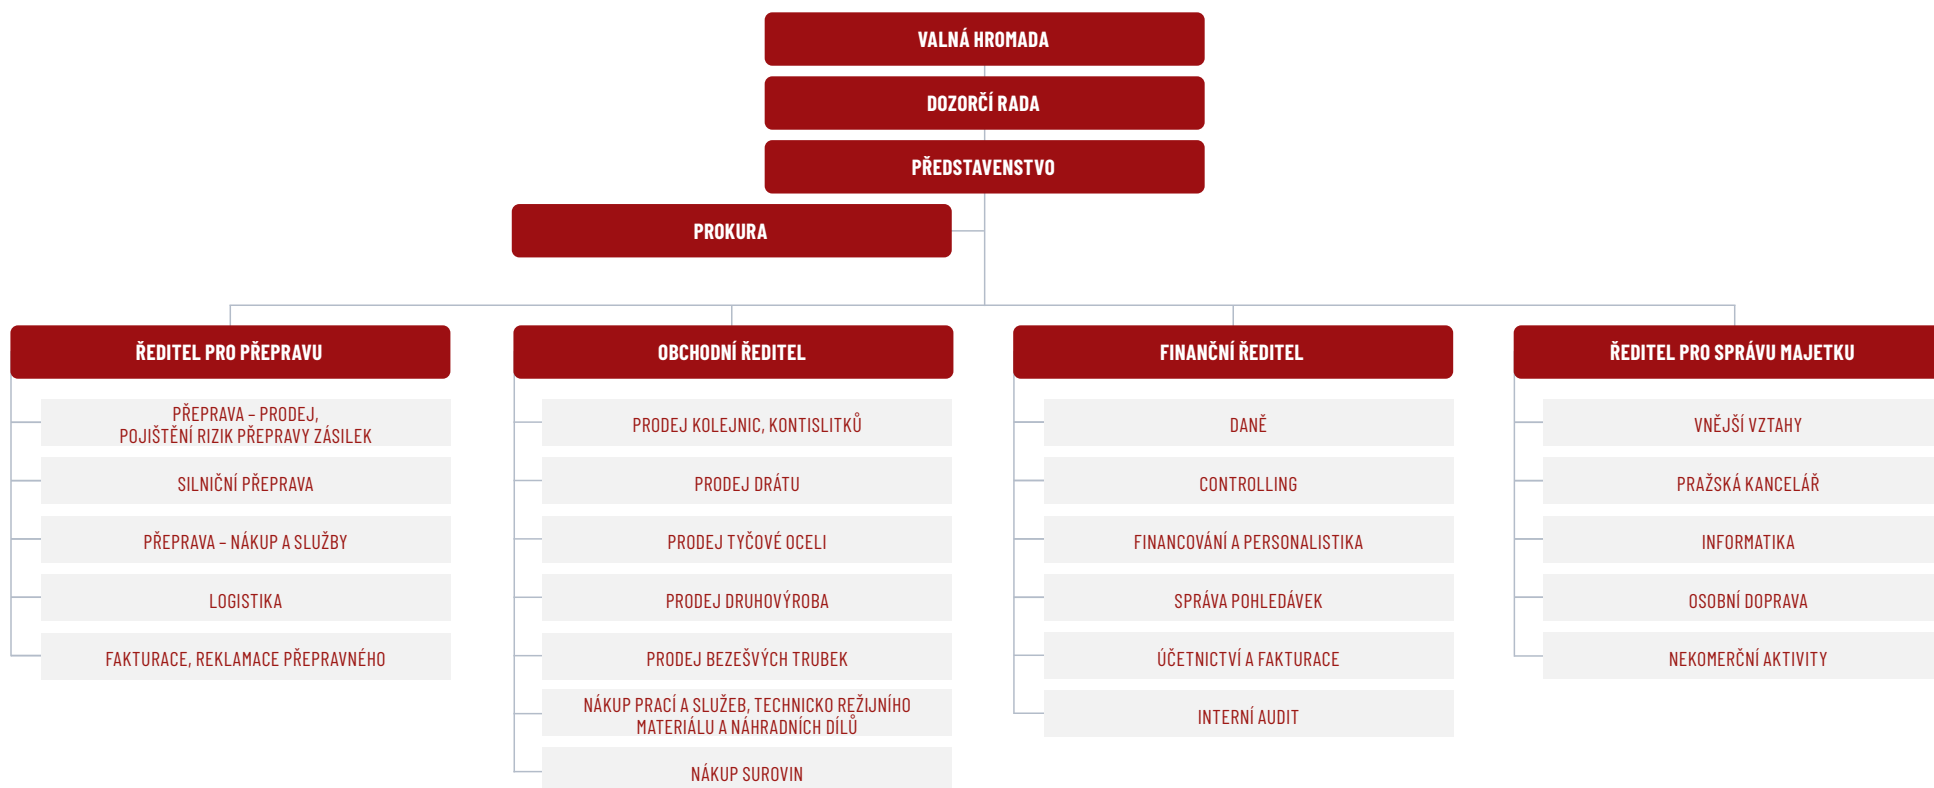 VALNÁ HROMADA
DOZORČÍ RADA
PŘEDSTAVENSTVO
PROKURA
ŘEDITEL PRO PŘEPRAVU
PŘEPRAVA – PRODEJ,
POJIŠTĚNÍ RIZIK PŘEPRAVY ZÁSILEK
SILNIČNÍ PŘEPRAVA
PŘEPRAVA – NÁKUP A SLUŽBY
LOGISTIKA
FAKTURACE, REKLAMACE PŘEPRAVNÉHO
OBCHODNÍ ŘEDITEL
PRODEJ KOLEJNIC, KONTISLITKŮ
PRODEJ DRÁTU
PRODEJ TYČOVÉ OCELI
PRODEJ DRUHOVÝROBA
PRODEJ BEZEŠVÝCH TRUBEK
NÁKUP PRACÍ A SLUŽEB, TECHNICKO REŽIJNÍHO
MATERIÁLU A NÁHRADNÍCH DÍLŮ
NÁKUP SUROVIN
FINANČNÍ ŘEDITEL
DANĚ
CONTROLLING
FINANCOVÁNÍ A PERSONALISTIKA
SPRÁVA POHLEDÁVEK
ÚČETNICTVÍ A FAKTURACE
INTERNÍ AUDIT
ŘEDITEL PRO SPRÁVU MAJETKU
VNĚJŠÍ VZTAHY
PRAŽSKÁ KANCELÁŘ
INFORMATIKA
OSOBNÍ DOPRAVA
NEKOMERČNÍ AKTIVITY